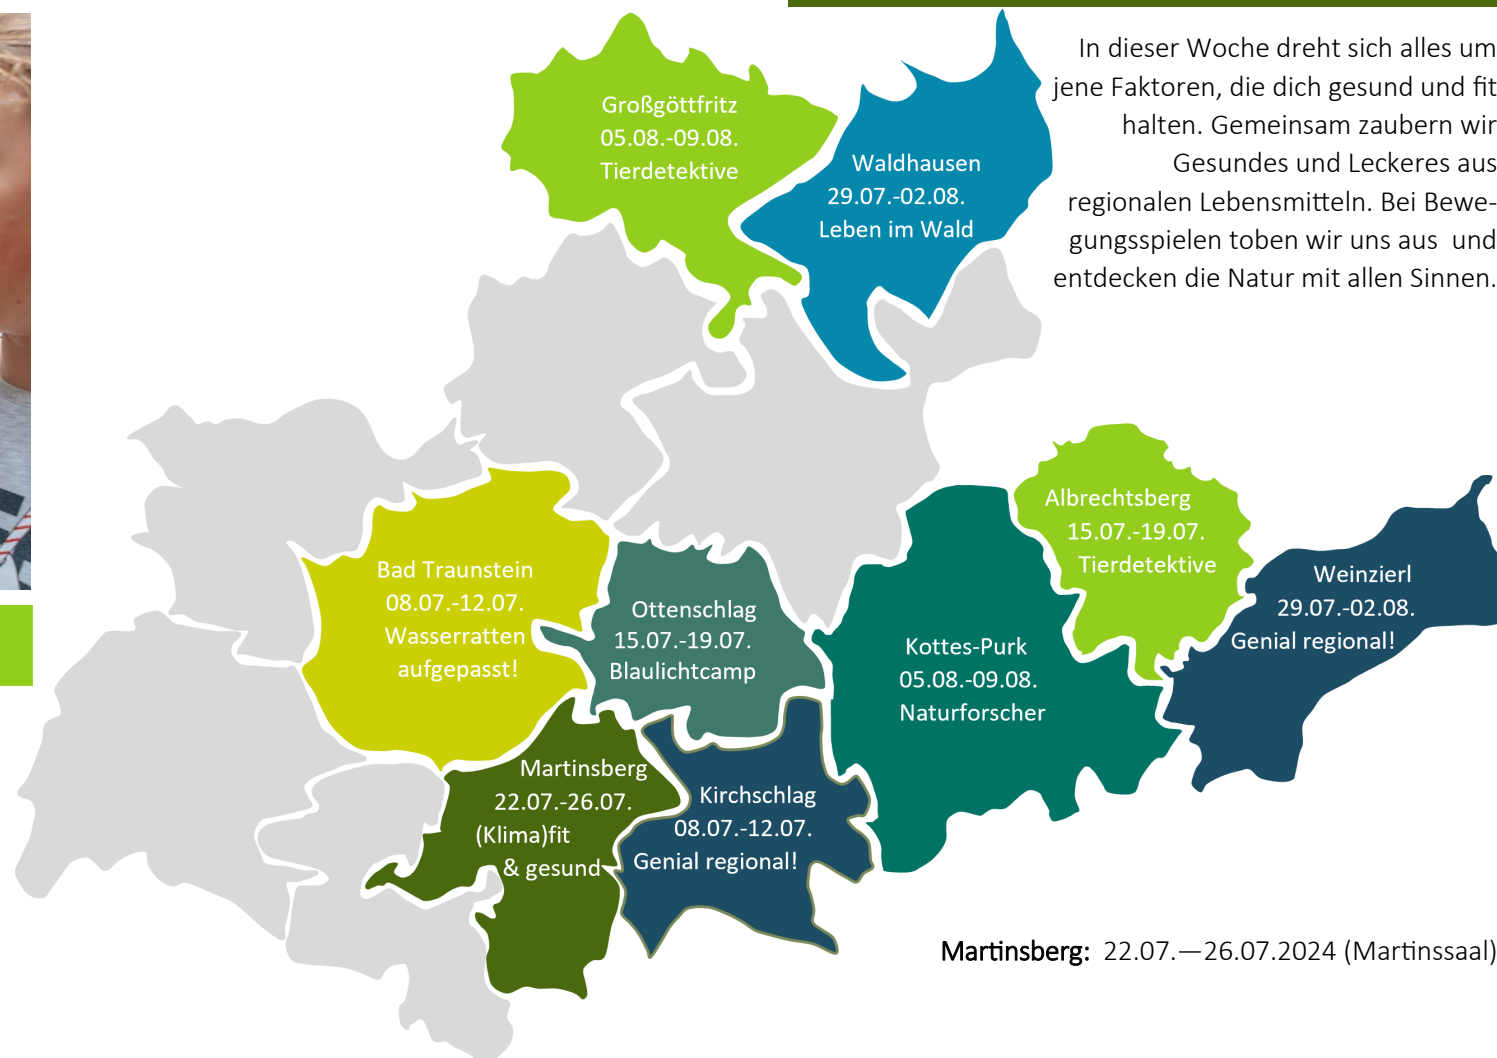 In dieser Woche dreht sich alles um
jene Faktoren, die dich gesund und fit
halten. Gemeinsam zaubern wir
Gesundes und Leckeres aus
regionalen Lebensmitteln. Bei Bewe-
gungsspielen toben wir uns aus und
entdecken die Natur mit allen Sinnen.
Großgöttfritz
05.08.-09.08.
Tierdetektive
Waldhausen
29.07.-02.08.
Leben im Wald
Albrechtsberg
15.07.-19.07.
Tierdetektive
Weinzierl
29.07.-02.08.
Genial regional!
Bad Traunstein
08.07.-12.07.
Wasserratten
aufgepasst!
Ottenschlag
15.07.-19.07.
Blaulichtcamp
Kottes-Purk
05.08.-09.08.
Naturforscher
Martinsberg
22.07.-26.07.
(Klima)fit
& gesund
Kirchschlag
08.07.-12.07.
Genial regional!
Martinsberg: 22.07.—26.07.2024 (Martinssaal)